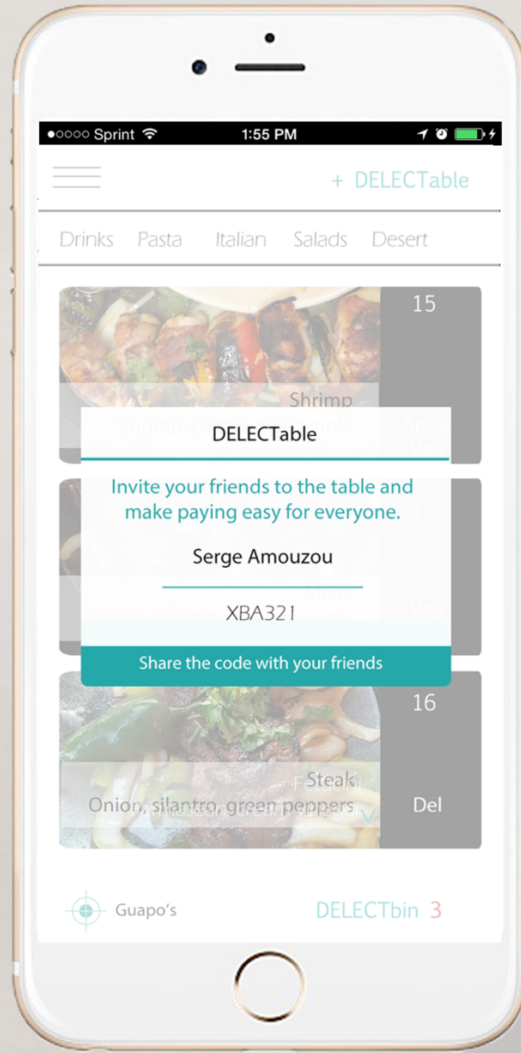 ●○○○○ Sprint 1:55 PM
+ DELECTable
Drinks Pasta Italian Salads Desert
15
Shrimp
DELECTable
Invite your friends to the table and
make paying easy for everyone.
Serge Amouzou
XBA321
Share the code with your friends
16
Steak
Onion, silantro, green peppers
Del
Guapo's DELECTbin 3